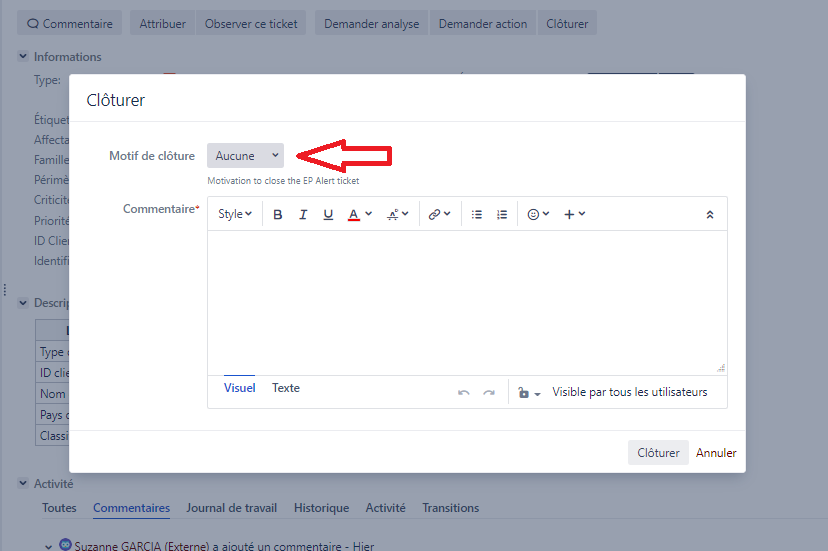 Commentaire Attribuer Observer ce ticket Demander analyse Demander action Clôturer
Informations
Type:
Clôturer
Motif de clôture Aucune
Motivation to close the EP Alert ticket
Commentaire* Style B I U A
Étiquet
Affecta
Famille
Périmè
Criticité
Priorité
ID Clien
Identifi
Descrip
Type d
ID clie
Nom
Pays d
Classi
Visuel Texte
Visible par tous les utilisateurs
Clôturer Annuler
Activité
Toutes Commentaires Journal de travail Historique Activité Transitions
Suzanne GARCIA (Externe) a ajouté un commentaire - Hier